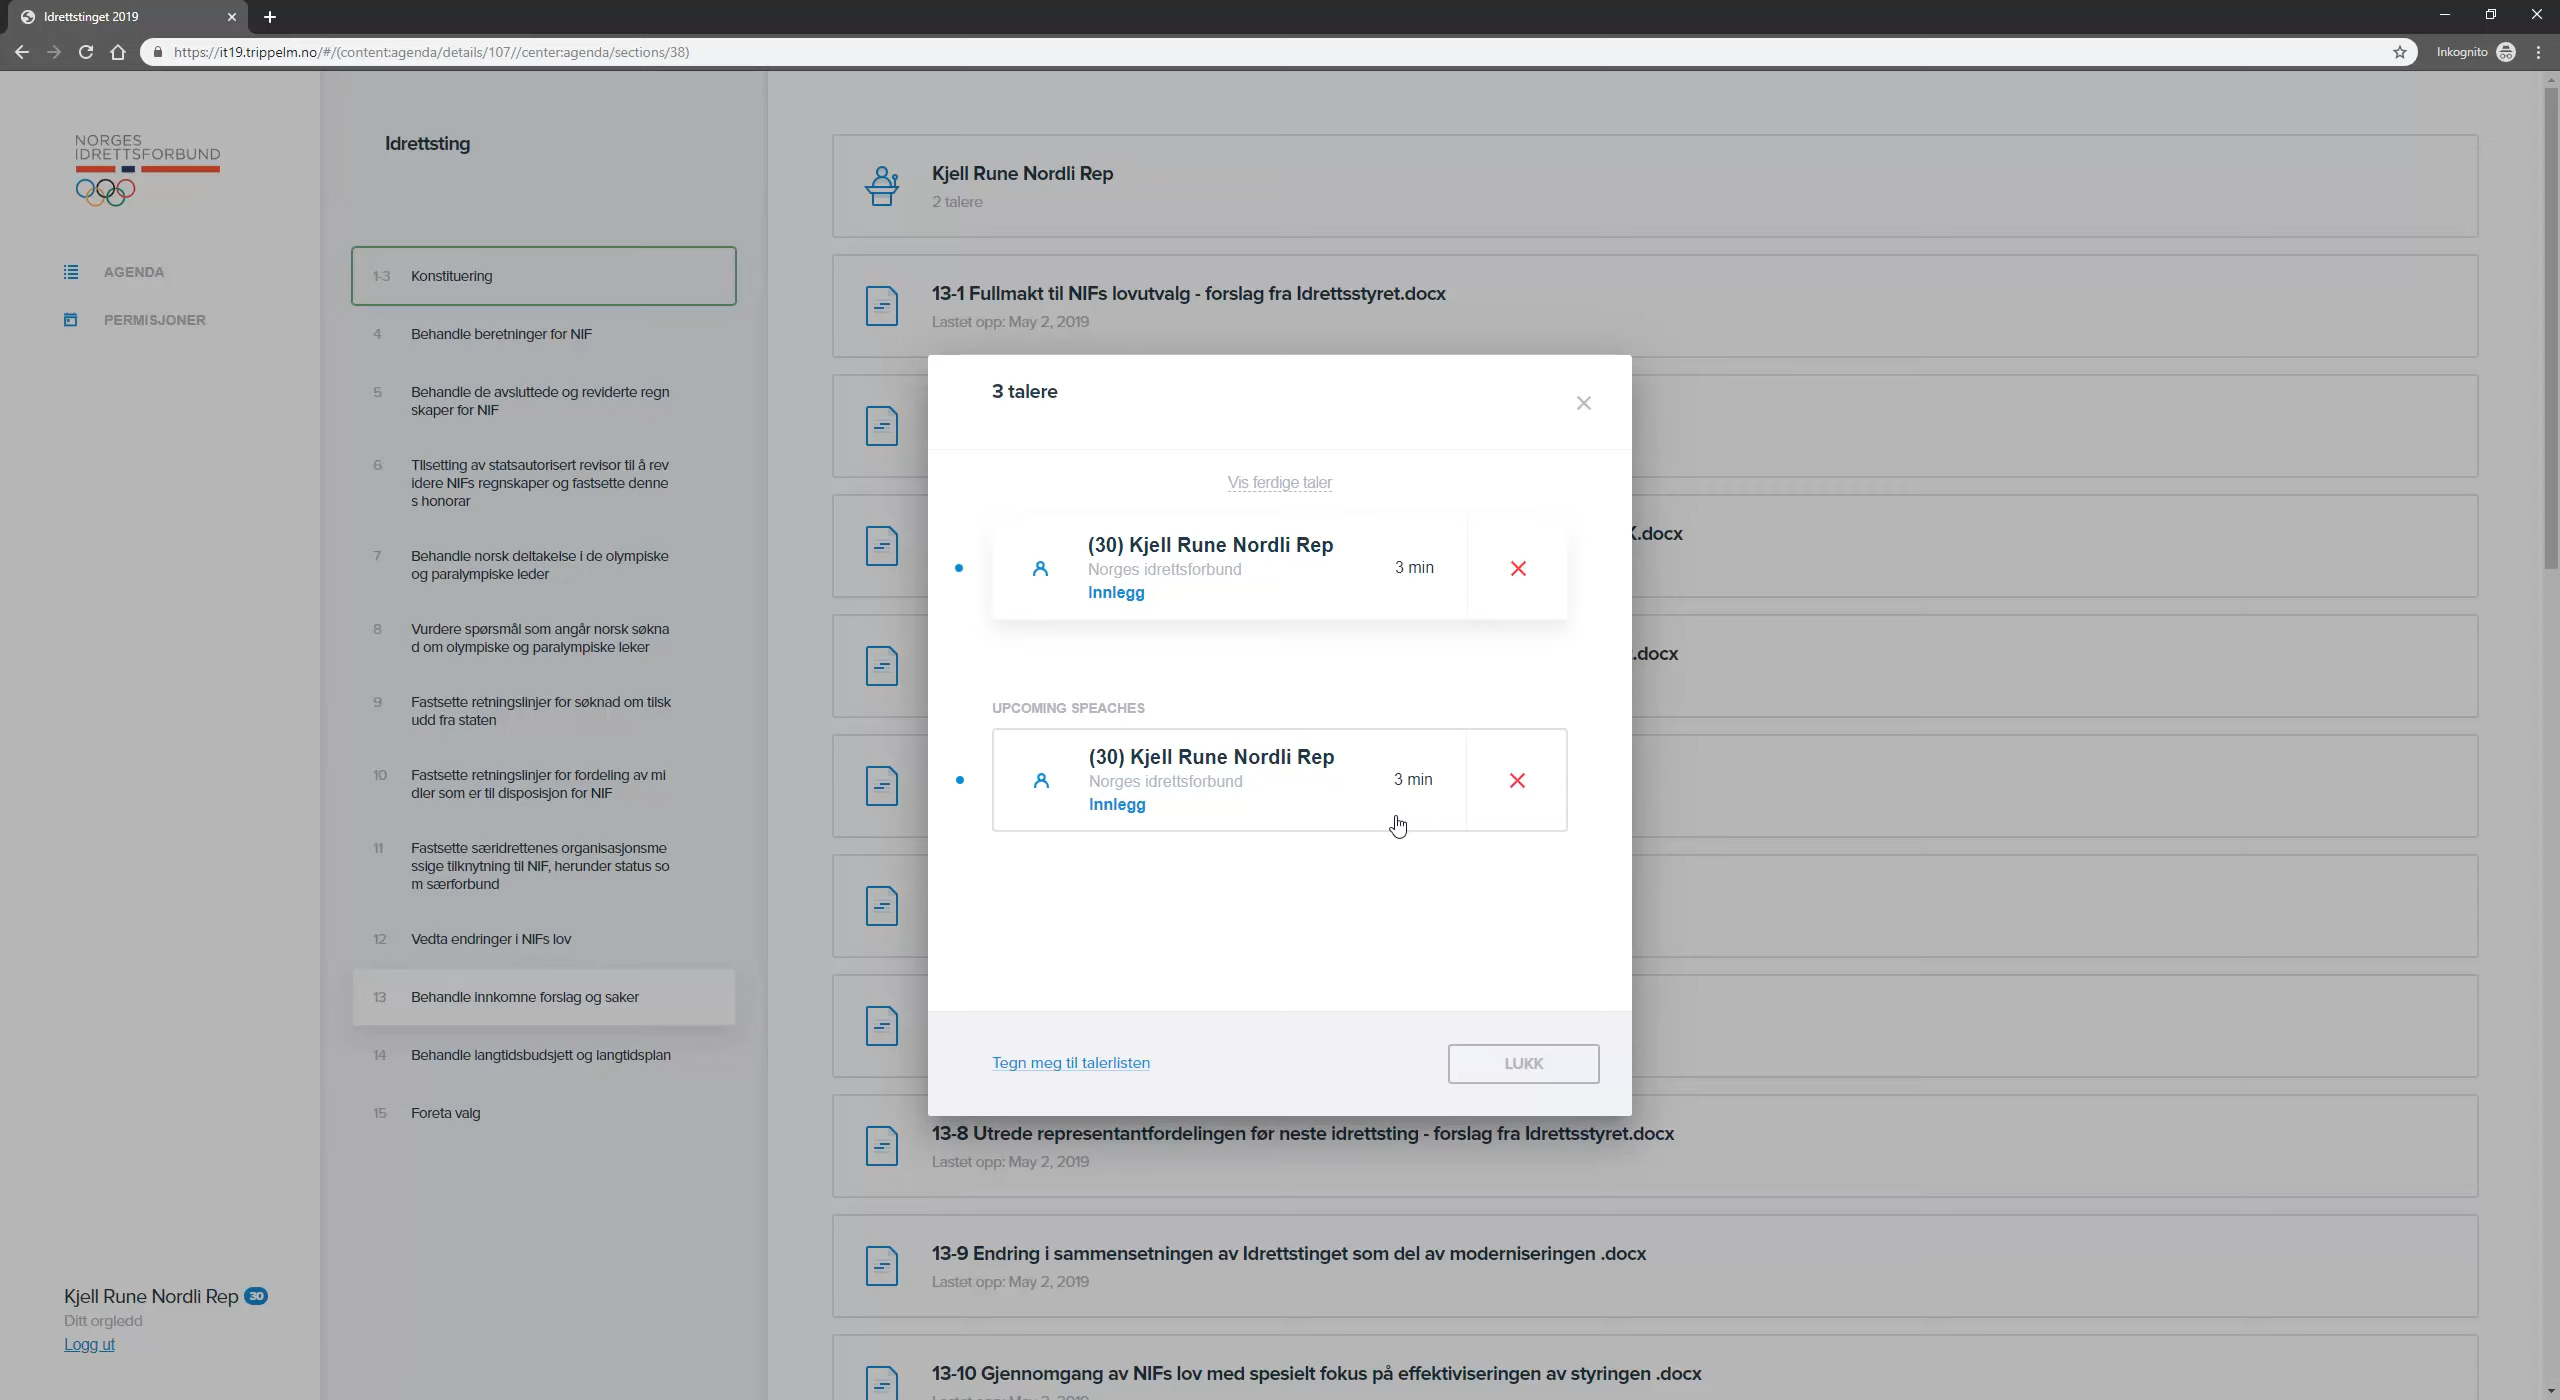 Idrettstinget 2019
https://it19.trippelm.no/#/(content:agenda/details/107//center:agenda/sections/38)
Inkognito
NORGES
IDRETTSFORBUND
AGENDA
PERMISJONER
Idrettsting
1-3 Konstituering
4 Behandle beretninger for NIF
5 Behandle de avsluttede og reviderte regn
skaper for NIF
6 TIlsetting av statsautorisert revisor til å rev
idere NIFs regnskaper og fastsette denne
s honorar
7 Behandle norsk deltakelse i de olympiske
og paralympiske leder
8 Vurdere spørsmål som angår norsk søkna
d om olympiske og paralympiske leker
9 Fastsette retningslinjer for søknad om tilsk
udd fra staten
10 Fastsette retningslinjer for fordeling av mi
dler som er til disposisjon for NIF
11 Fastsette særidrettenes organisasjonsme
ssige tilknytning til NIF, herunder status so
m særforbund
12 Vedta endringer i NIFs lov
13 Behandle innkomne forslag og saker
14 Behandle langtidsbudsjett og langtidsplan
15 Foreta valg
Kjell Rune Nordli Rep 30
Ditt orgledd
Logg ut
Kjell Rune Nordli Rep
2 talere
13-1 Fullmakt til NIFs lovutvalg - forslag fra Idrettsstyret.docx
Lastet opp: May 2, 2019
.docx
.docx
3 talere
Vis ferdige taler
(30) Kjell Rune Nordli Rep
Norges idrettsforbund
Innlegg
3 min
UPCOMING SPEACHES
(30) Kjell Rune Nordli Rep
Norges idrettsforbund
Innlegg
3 min
Tegn meg til talerlisten
LUKK
13-8 Utrede representantfordelingen før neste idrettsting - forslag fra Idrettsstyret.docx
Lastet opp: May 2, 2019
13-9 Endring i sammensetningen av Idrettstinget som del av moderniseringen .docx
Lastet opp: May 2, 2019
13-10 Gjennomgang av NIFs lov med spesielt fokus på effektiviseringen av styringen .docx